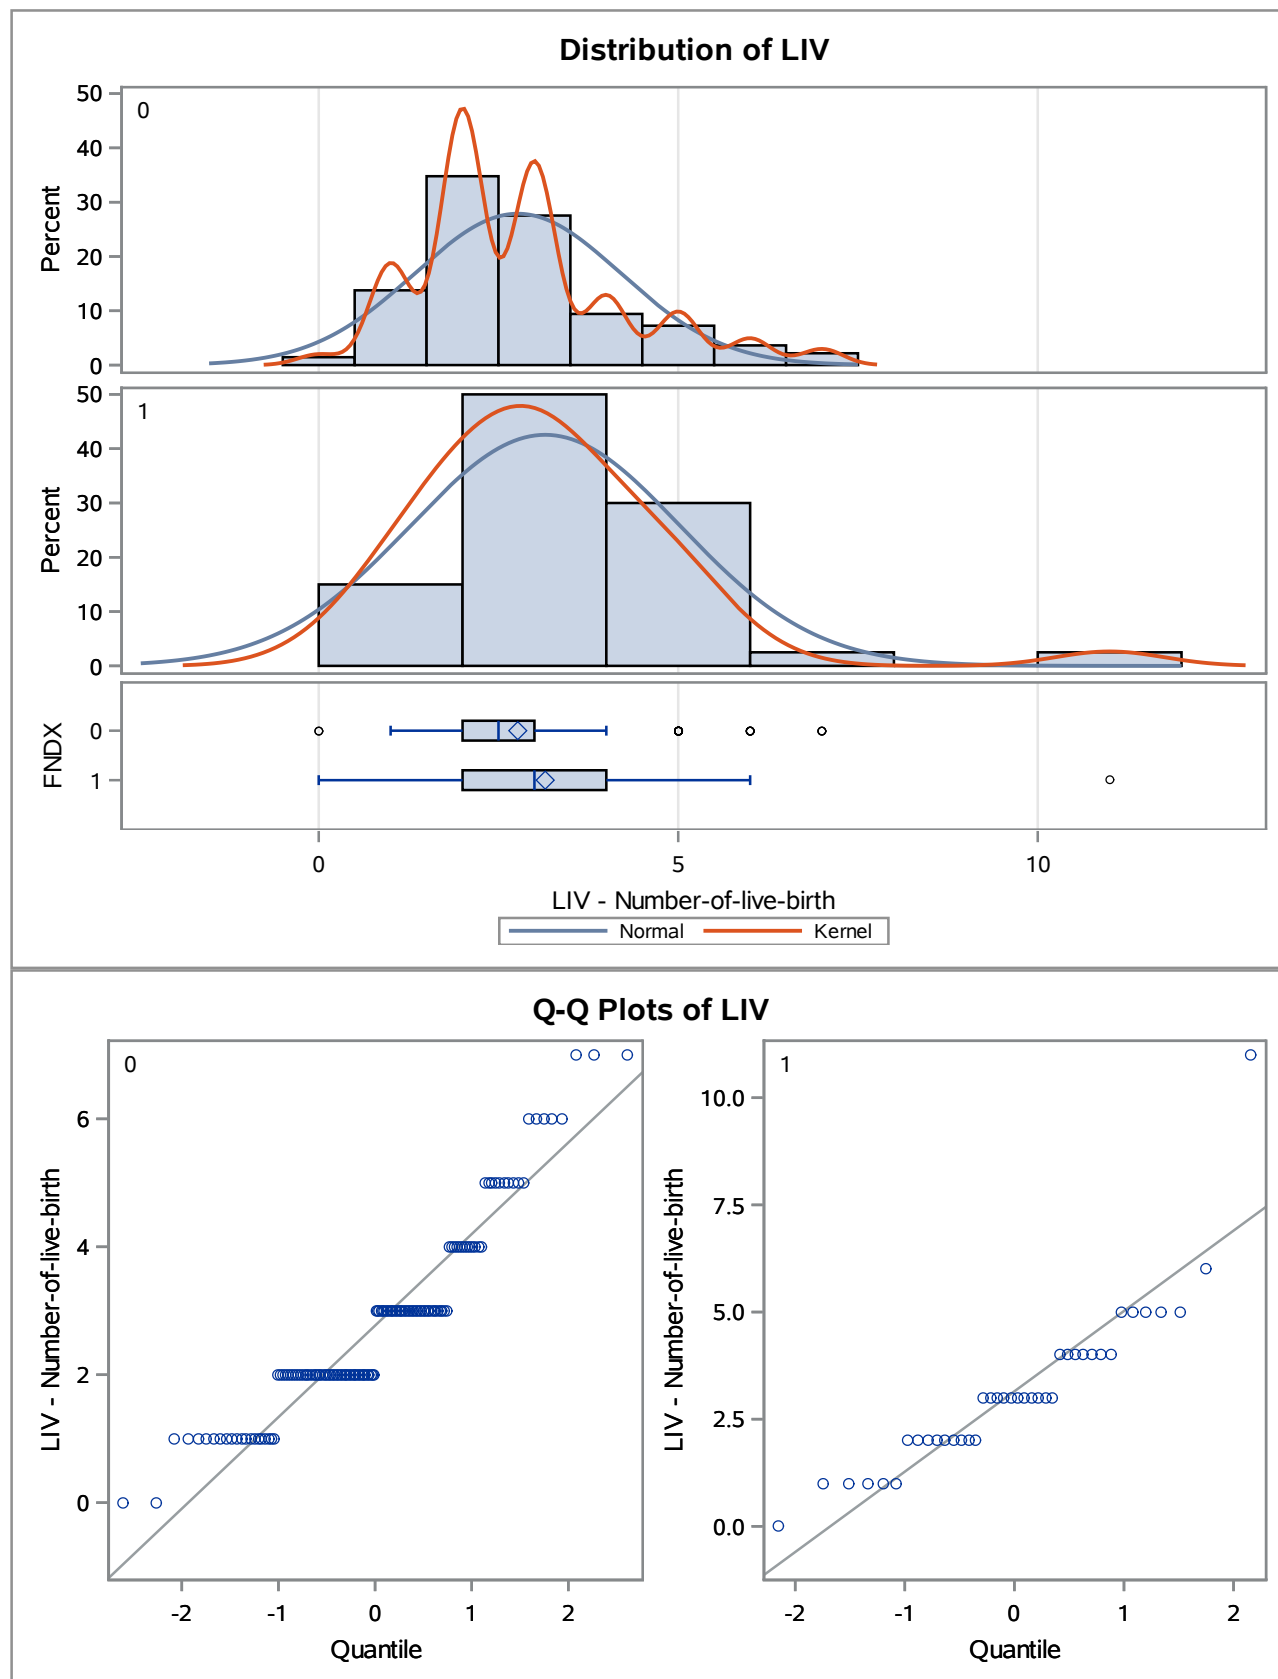 Distribution of LIV
0
50
40
30
20
10
0
Percent
1
50
40
30
20
10
0
Percent
FNDX
0
1
0 5 10
LIV - Number-of-live-birth
Normal Kernel
Q-Q Plots of LIV
0
6
4
2
0
LIV - Number-of-live-birth
-2 -1 0 1 2
Quantile
1
10.0
7.5
5.0
2.5
0.0
LIV - Number-of-live-birth
-2 -1 0 1 2
Quantile